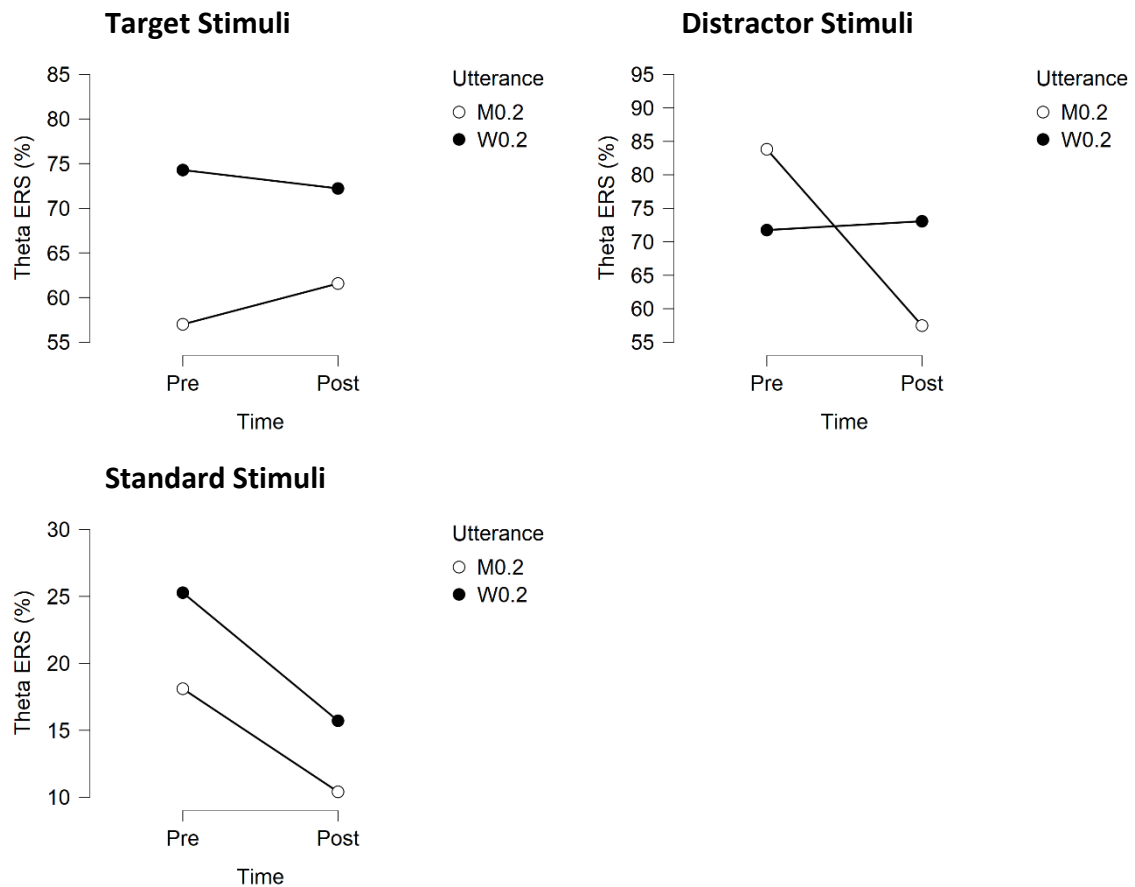 Target Stimuli
85
80
75
70
65
60
55
Theta ERS (%)
Pre
Post
Time
Utterance
M0.2
W0.2
Distractor Stimuli
95
90
85
80
75
70
65
60
55
Theta ERS (%)
Pre
Post
Time
Utterance
M0.2
W0.2
Standard Stimuli
30
25
20
15
10
Theta ERS (%)
Pre
Post
Time
Utterance
M0.2
W0.2